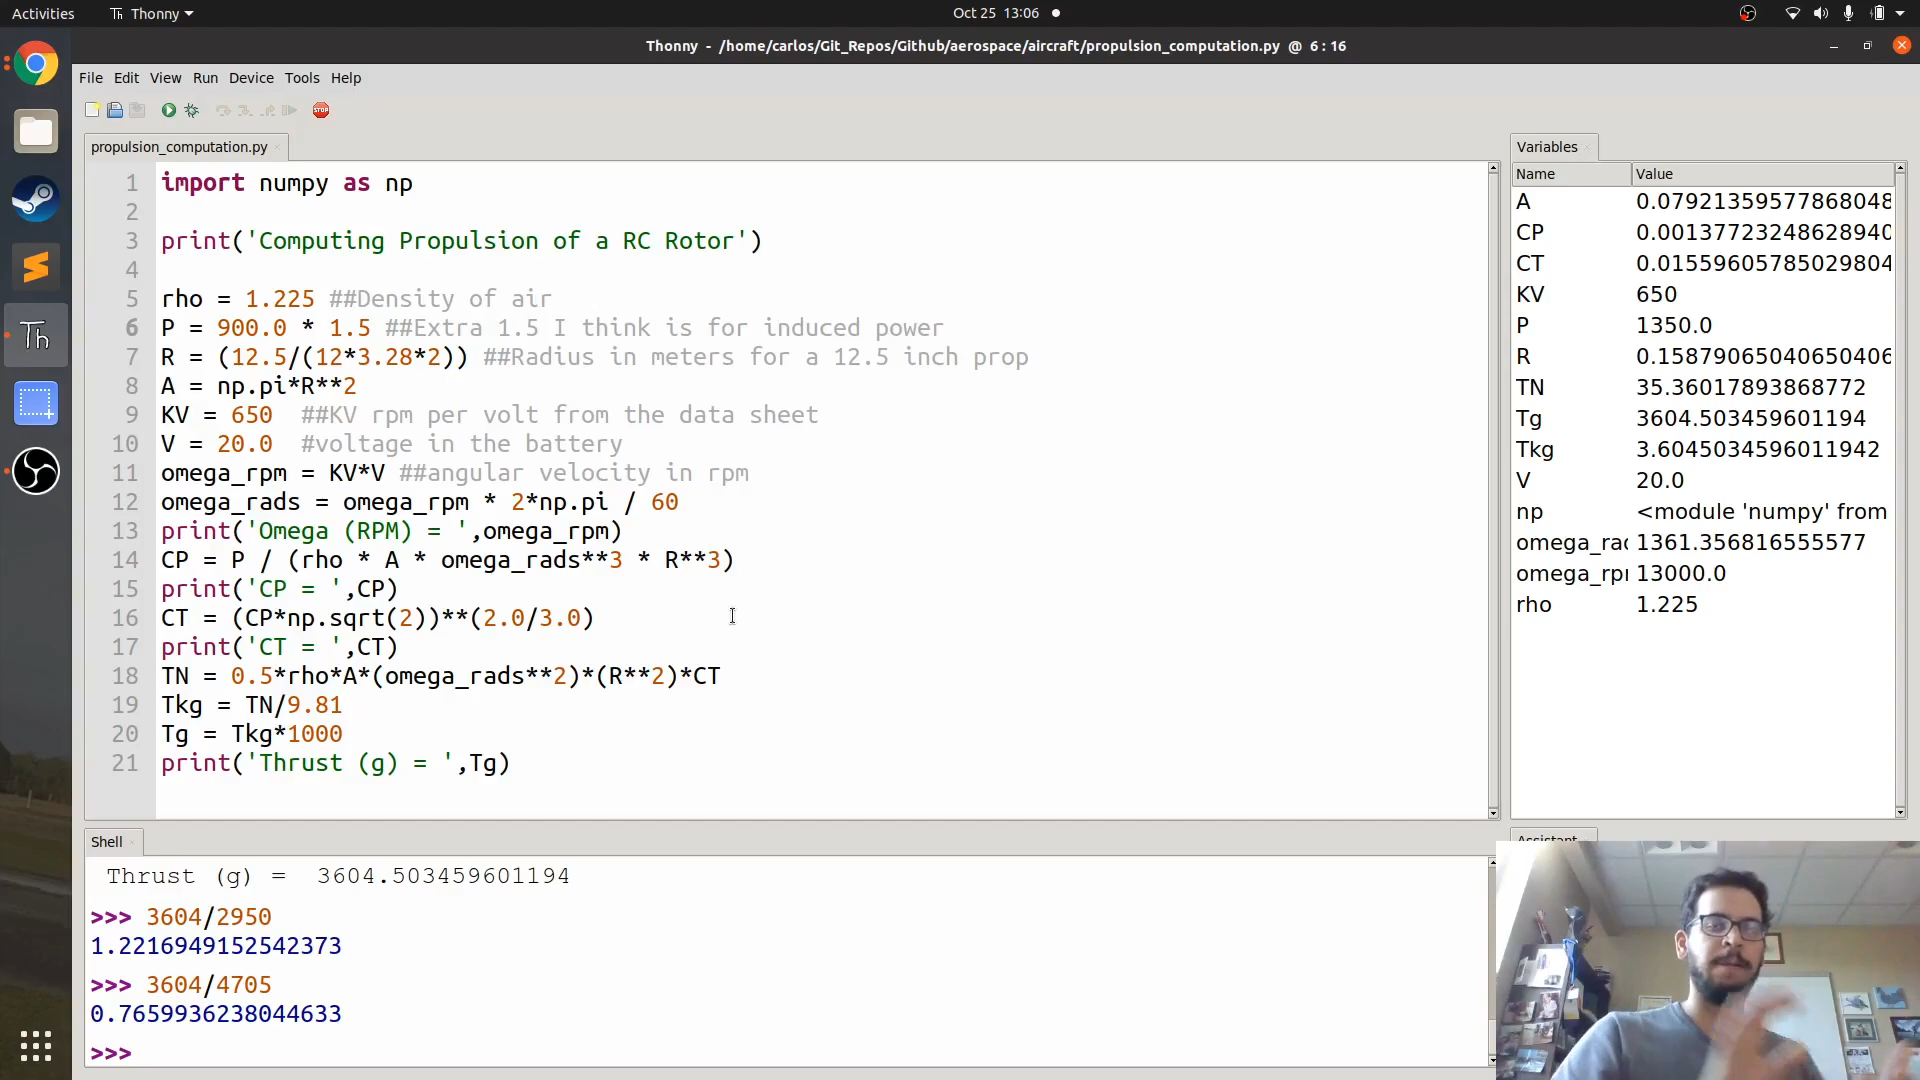 Activities
Thonny
Oct 25 13:06
Thonny - /home/carlos/Git_Repos/Github/aerospace/aircraft/propulsion_computation.py @ 6 : 16
File Edit View Run Device Tools Help
STOP
propulsion_computation.py
1 import numpy as np
2
3 print('Computing Propulsion of a RC Rotor')
4
5 rho = 1.225 ##Density of air
6 P = 900.0 * 1.5 ##Extra 1.5 I think is for induced power
7 R = (12.5/(12*3.28*2)) ##Radius in meters for a 12.5 inch prop
8 A = np.pi*R**2
9 KV = 650  ##KV rpm per volt from the data sheet
10 V = 20.0  #voltage in the battery
11 omega_rpm = KV*V ##angular velocity in rpm
12 omega_rads = omega_rpm * 2*np.pi / 60
13 print('Omega (RPM) = ',omega_rpm)
14 CP = P / (rho * A * omega_rads**3 * R**3)
15 print('CP = ',CP)
16 CT = (CP*np.sqrt(2))**(2.0/3.0)
17 print('CT = ',CT)
18 TN = 0.5*rho*A*(omega_rads**2)*(R**2)*CT
19 Tkg = TN/9.81
20 Tg = Tkg*1000
21 print('Thrust (g) = ',Tg)
Variables
Name Value
A 0.07921359577868048
CP 0.0013772324862894​0
CT 0.01559605785029804
KV 650
P 1350.0
R 0.15879065040650406
TN 35.36017893868772
Tg 3604.503459601194
Tkg 3.6045034596011942
V 20.0
np <module 'numpy' from
omega_rad 1361.356816555577
omega_rpm 13000.0
rho 1.225
Shell
Thrust (g) =  3604.503459601194
>>> 3604/2950
1.2216949152542373
>>> 3604/4705
0.7659936238044633
>>>
Assistant
Th